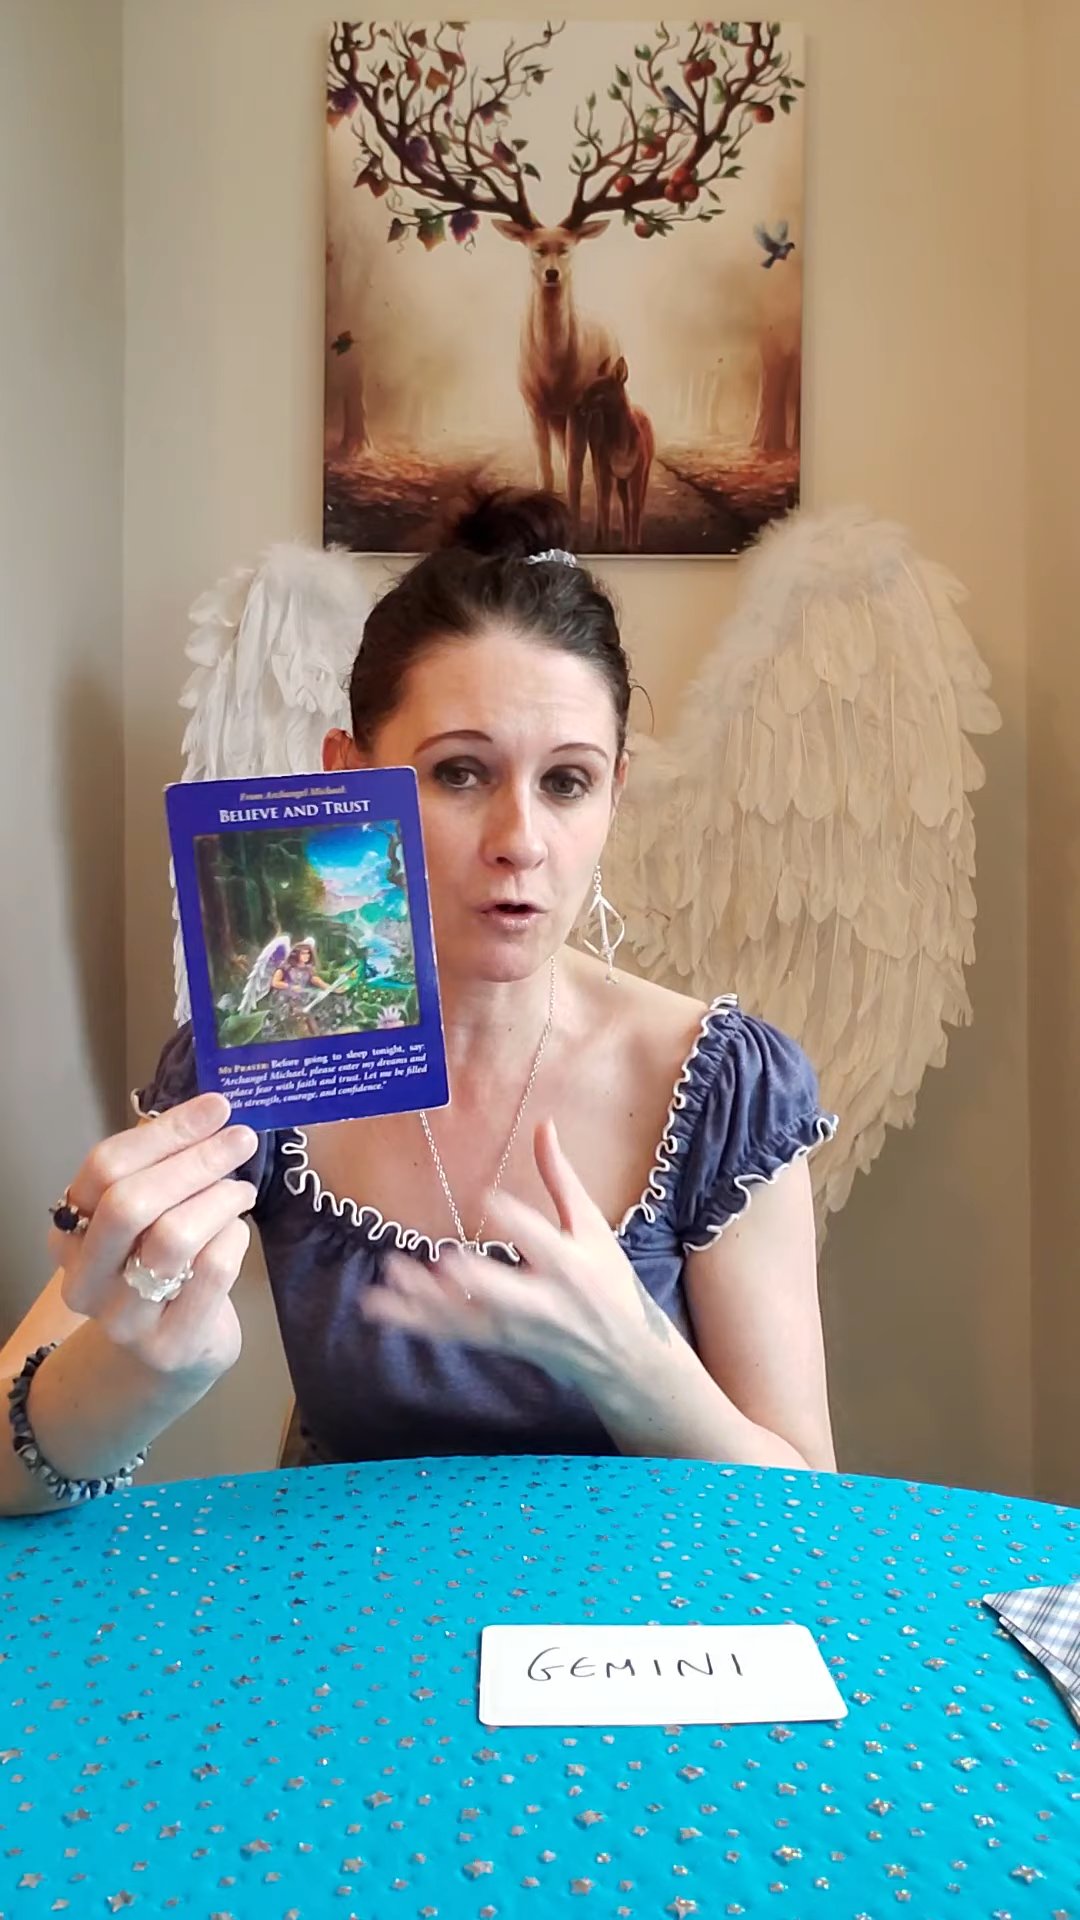 From Archangel Michael:
BELIEVE AND TRUST
MY PRAYER: Before going to sleep tonight, say:
"Archangel Michael, please enter my dreams and
replace fear with faith and trust. Let me be filled
with strength, courage, and confidence."
GEMINI